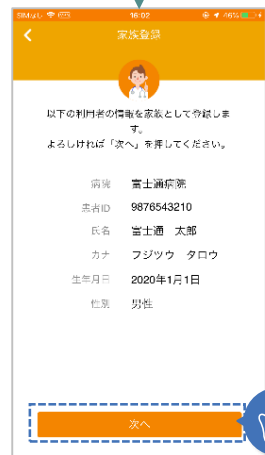 SIMなし 16:02 46%
家族登録
以下の利用者の情報を家族として登録しま
す。
よろしければ「次へ」を押してください。
病院 富士通病院
患者ID 9876543210
氏名 富士通 太郎
カナ フジツウ タロウ
生年月日 2020年1月1日
性別 男性
次へ